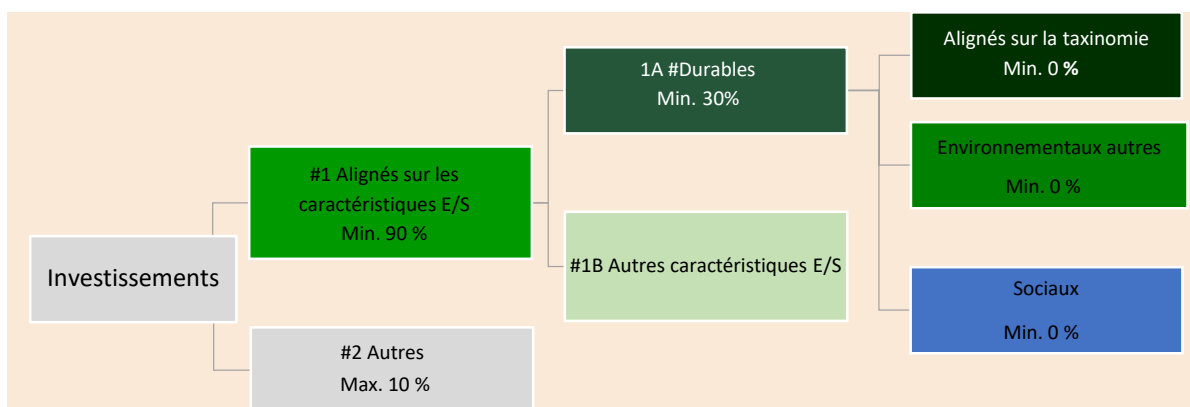 Investissements
#1 Alignés sur les
caractéristiques E/S
Min. 90 %
#2 Autres
Max. 10 %
1A #Durables
Min. 30%
#1B Autres caractéristiques E/S
Alignés sur la taxinomie
Min. 0 %
Environnementaux autres
Min. 0 %
Sociaux
Min. 0 %